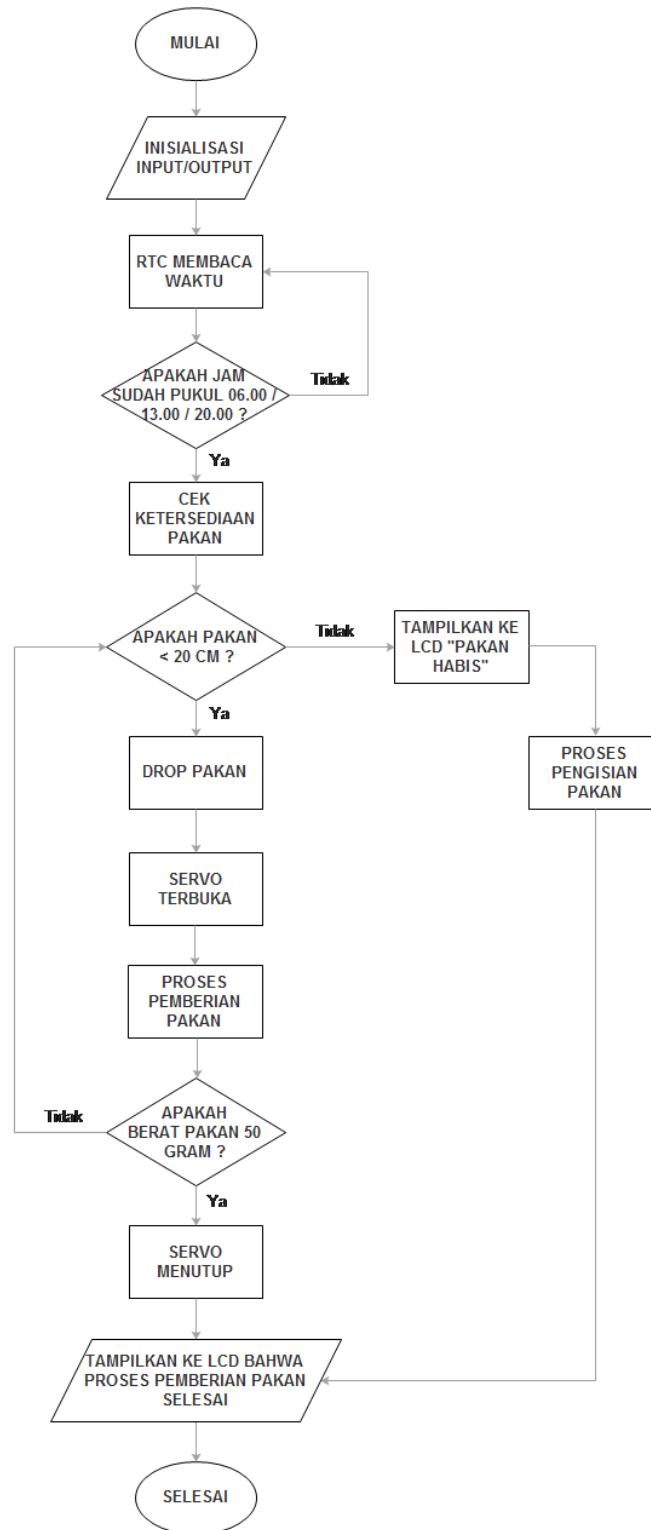 MULAI
INISIALISASI
INPUT/OUTPUT
RTC MEMBACA
WAKTU
APAKAH JAM
SUDAH PUKUL 06.00 /
13.00 / 20.00 ?
Tidak
Ya
CEK
KETERSEDIAAN
PAKAN
APAKAH PAKAN
< 20 CM ?
Tidak
TAMPILKAN KE
LCD "PAKAN
HABIS"
Ya
DROP PAKAN
PROSES
PENGISIAN
PAKAN
SERVO
TERBUKA
PROSES
PEMBERIAN
PAKAN
APAKAH
BERAT PAKAN 50
GRAM ?
Tidak
Ya
SERVO
MENUTUP
TAMPILKAN KE LCD BAHWA
PROSES PEMBERIAN PAKAN
SELESAI
SELESAI